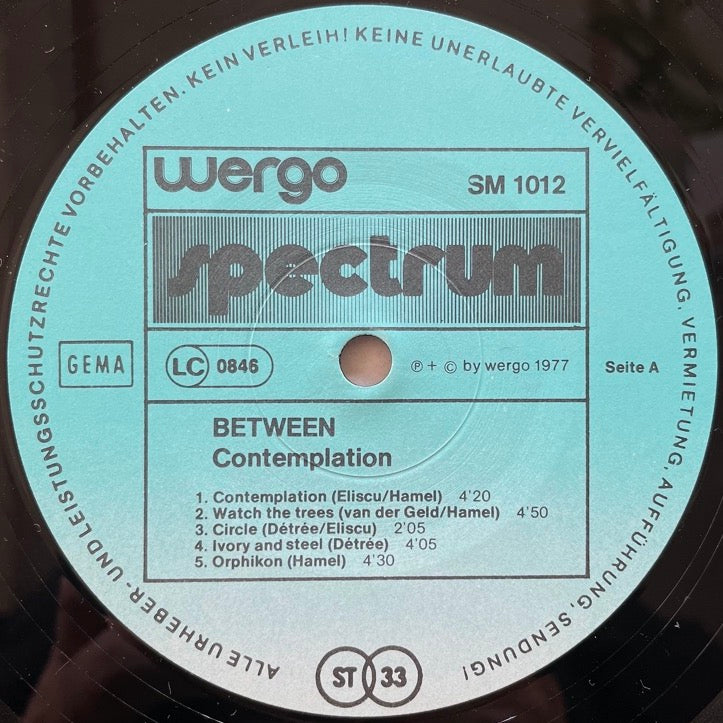 ALLE URHEBER- UND LEISTUNGSSCHUTZRECHTE VORBEHALTEN. KEIN VERLEIH! KEINE UNERLAUBTE VERVIELFÄLTIGUNG, VERMIETUNG, AUFFÜHRUNG, SENDUNG!
wergo
SM 1012
spectrum
GEMA
LC 0846
℗ + © by wergo 1977
Seite A
BETWEEN
Contemplation
1. Contemplation (Eliscu/Hamel) 4'20
2. Watch the trees (van der Geld/Hamel) 4'50
3. Circle (Détrée/Eliscu) 2'05
4. Ivory and steel (Détrée) 4'05
5. Orphikon (Hamel) 4'30
ST 33